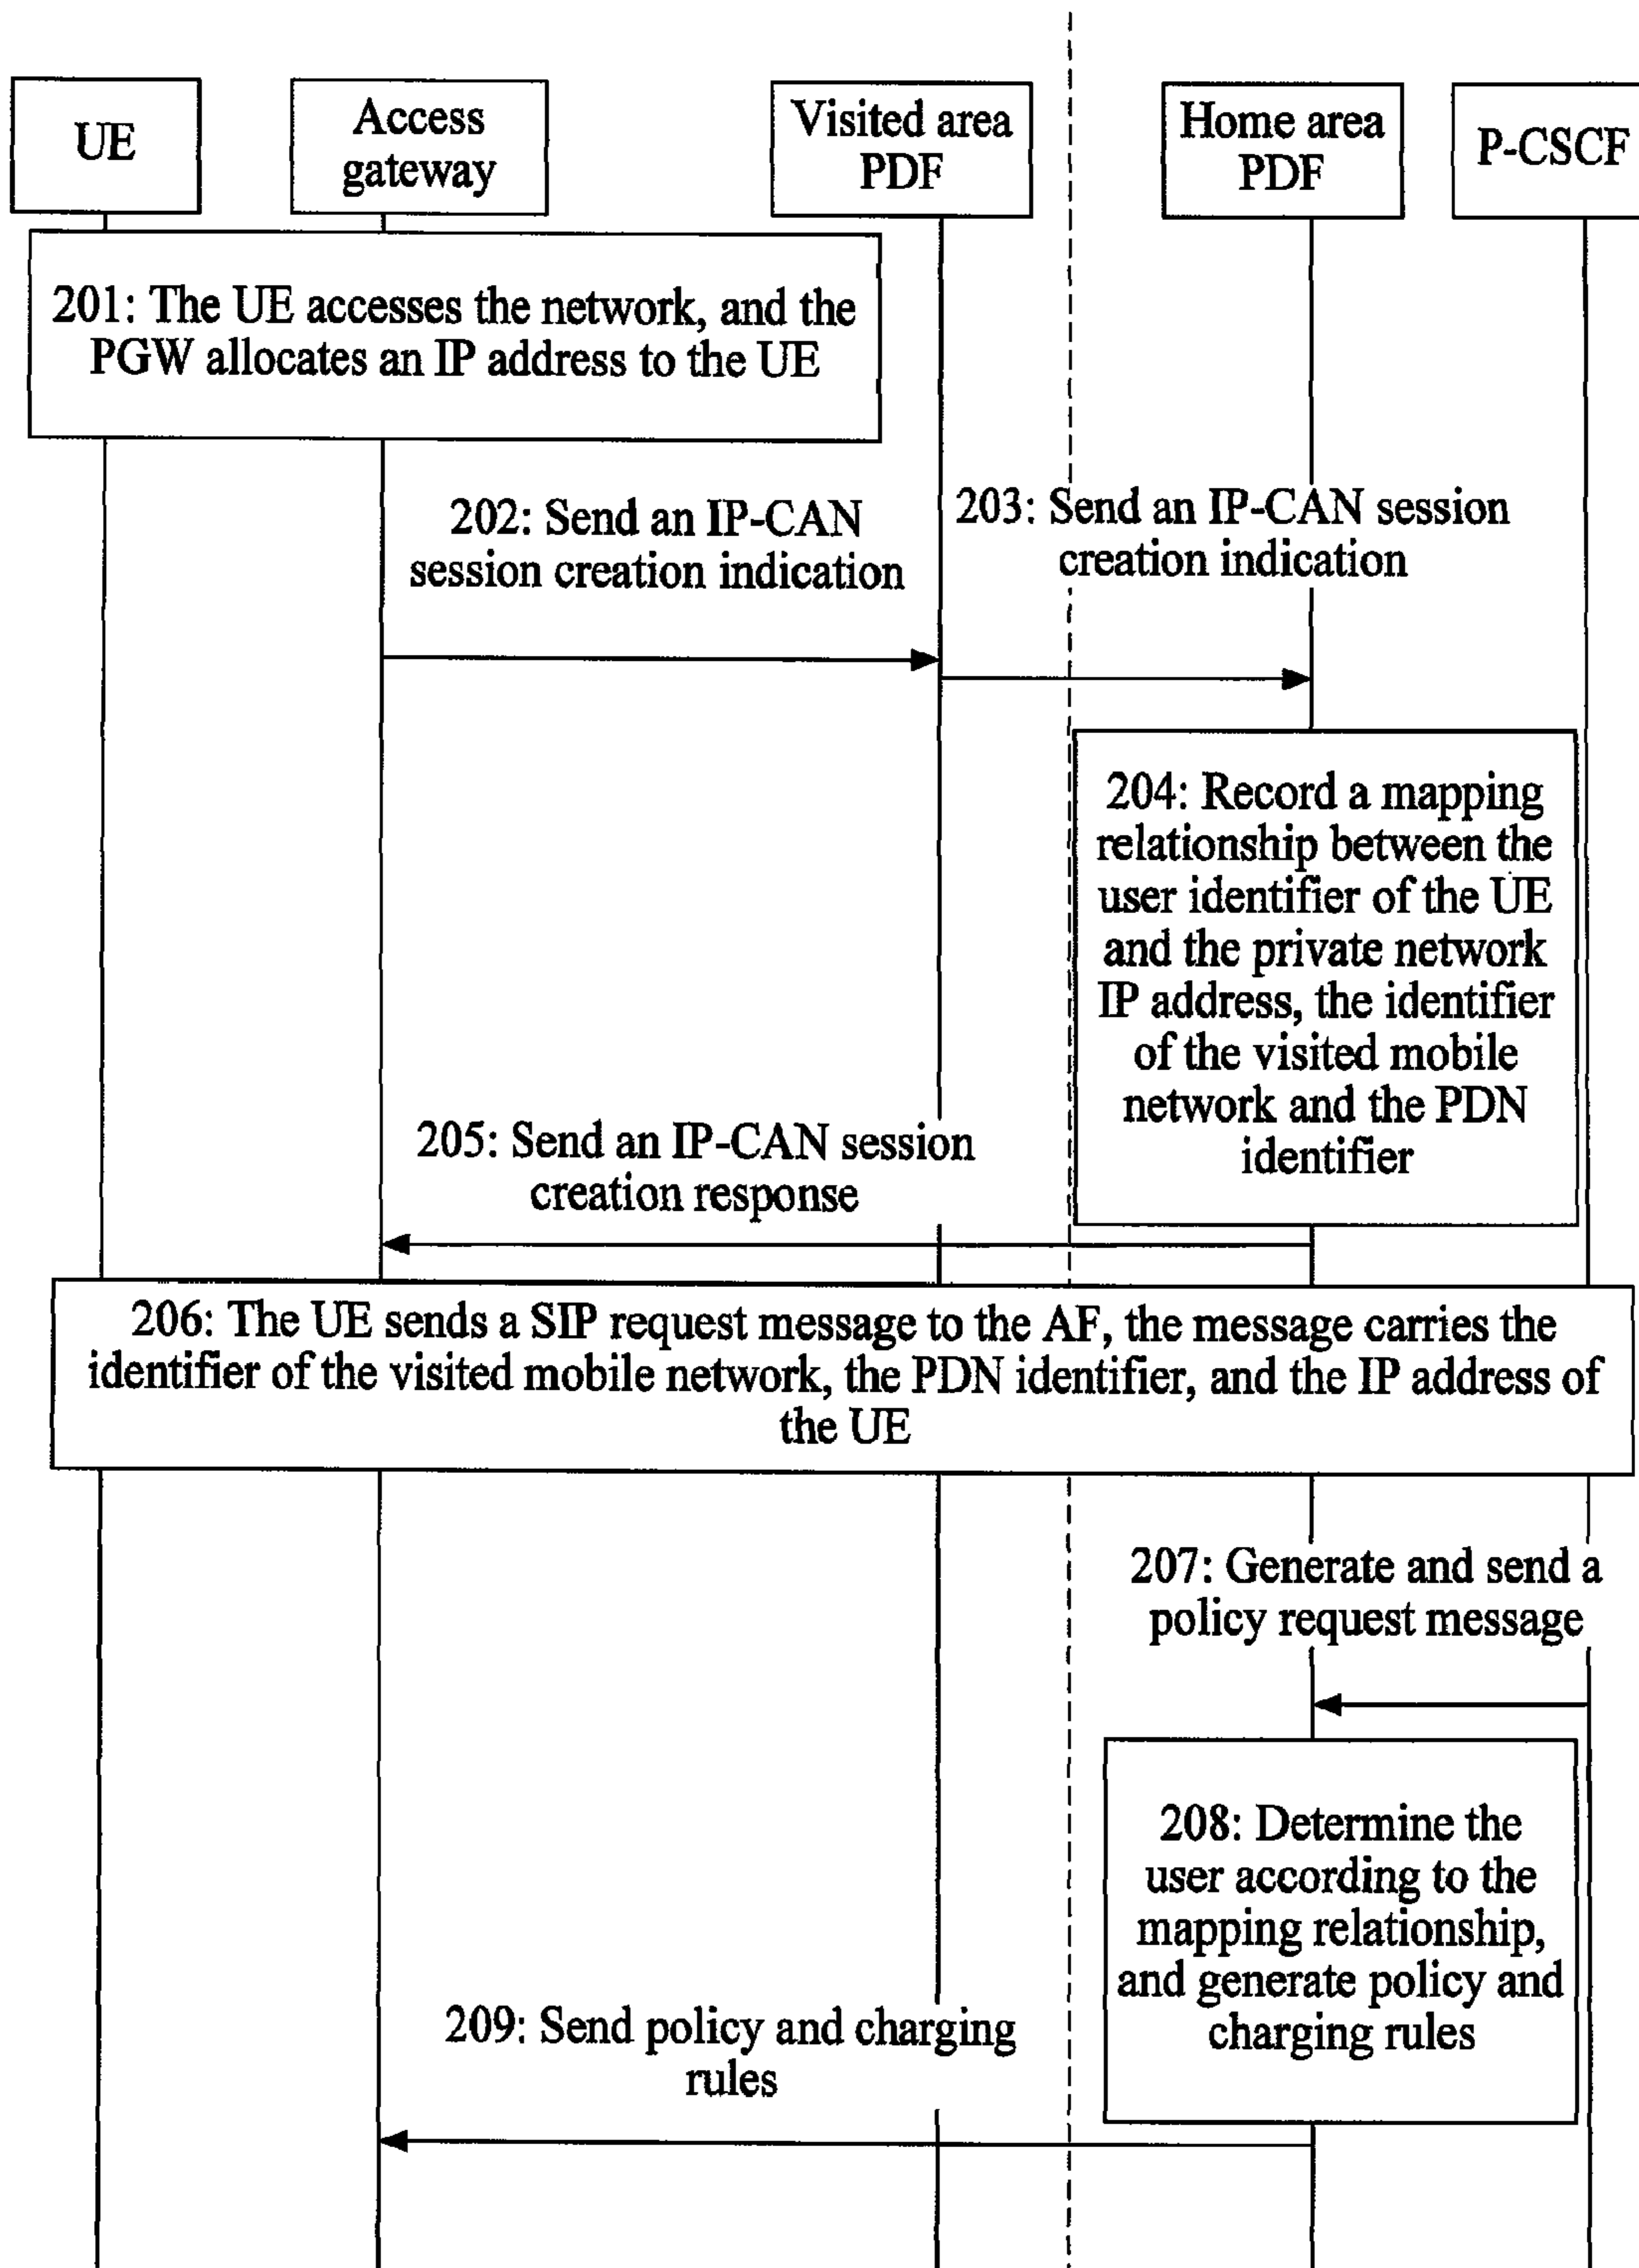 UE
Access
gateway
Visited area
PDF
Home area
PDF
P-CSCF
201: The UE accesses the network, and the
PGW allocates an IP address to the UE
202: Send an IP-CAN
session creation indication
203: Send an IP-CAN session
creation indication
204: Record a mapping
relationship between the
user identifier of the UE
and the private network
IP address, the identifier
of the visited mobile
network and the PDN
identifier
205: Send an IP-CAN session
creation response
206: The UE sends a SIP request message to the AF, the message carries the
identifier of the visited mobile network, the PDN identifier, and the IP address of
the UE
207: Generate and send a
policy request message
208: Determine the
user according to the
mapping relationship,
and generate policy and
charging rules
209: Send policy and charging
rules